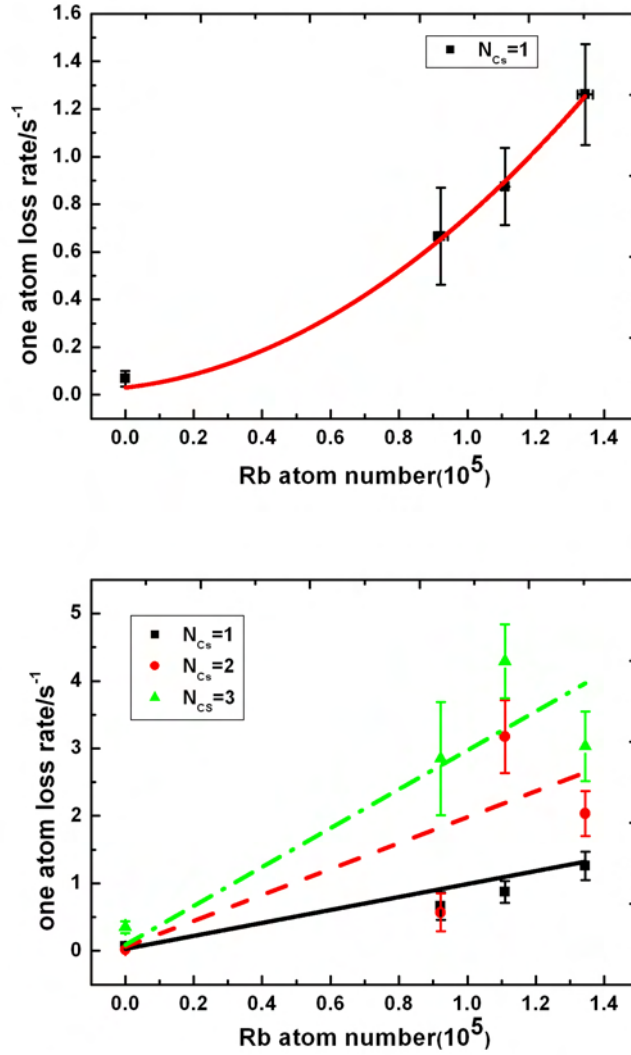 1.6
1.4
1.2
1.0
0.8
0.6
0.4
0.2
0.0
one atom loss rate/s⁻¹
N_Cs=1
0.0 0.2 0.4 0.6 0.8 1.0 1.2 1.4
Rb atom number(10⁵)
5
4
3
2
1
0
one atom loss rate/s⁻¹
N_Cs=1
N_Cs=2
N_CS=3
0.0 0.2 0.4 0.6 0.8 1.0 1.2 1.4
Rb atom number(10⁵)